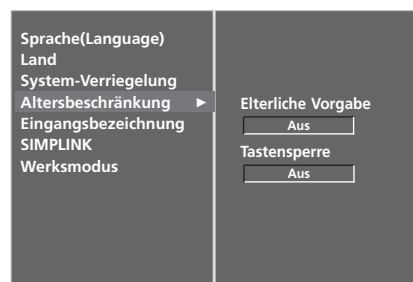 Sprache(Language)
Land
System-Verriegelung
Altersbeschränkung ►
Eingangsbezeichnung
SIMPLINK
Werksmodus
Elterliche Vorgabe
Aus
Tastensperre
Aus